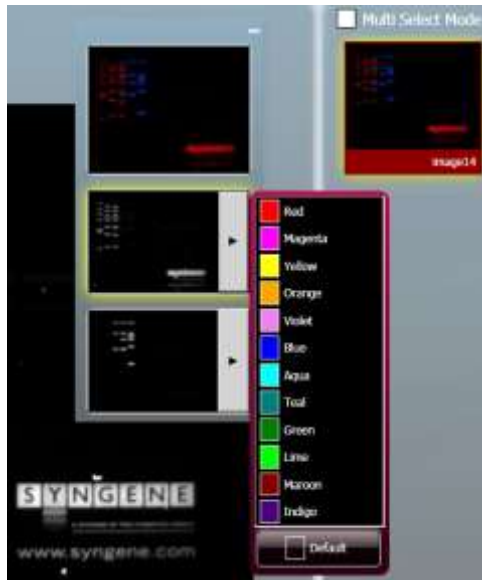 Multi Select Mode
image14
Red
Magenta
Yellow
Orange
Violet
Blue
Aqua
Teal
Green
Lime
Maroon
Indigo
Default
SYNGENE
www.syngene.com